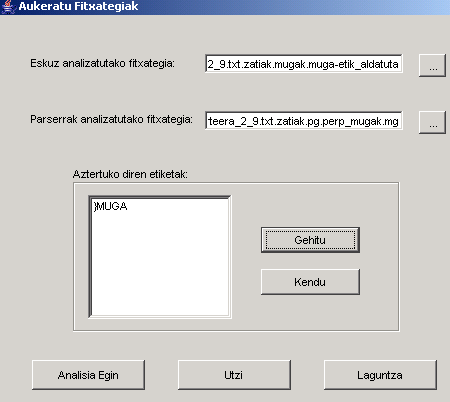 Aukeratu Fitxategiak
Eskuz analizatutako fitxategia: 2_9.txt.zatiak.mugak.muga-etik_aldatuta ...
Parserrak analizatutako fitxategia: teera_2_9.txt.zatiak.pg.perp_mugak.mg ...
Aztertuko diren etiketak:
}MUGA
Gehitu
Kendu
Analisia Egin Utzi Laguntza